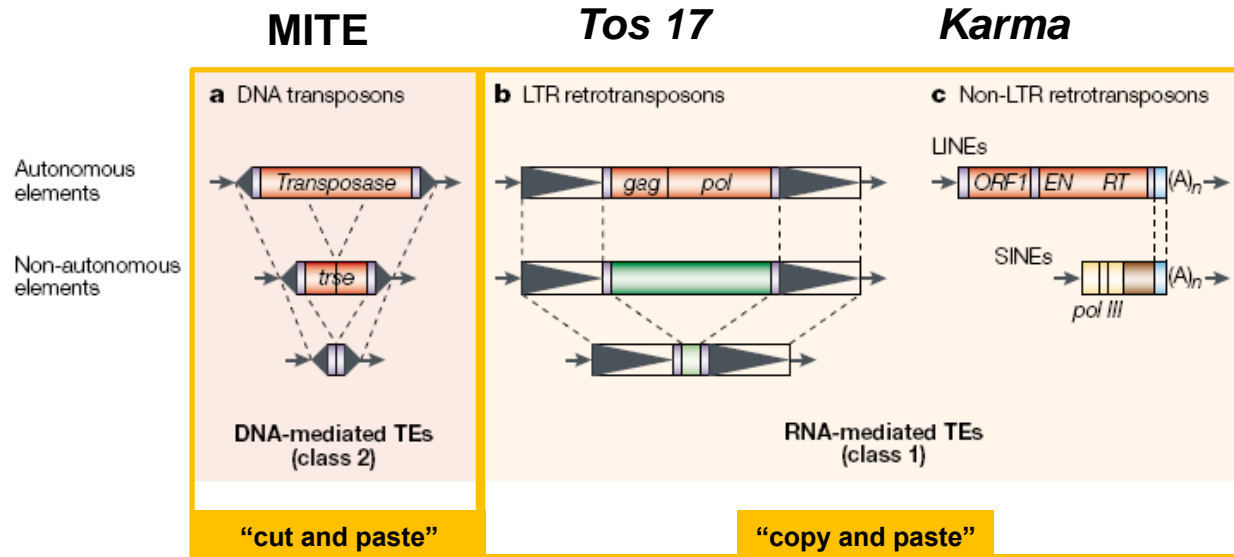 MITE
Tos 17
Karma
a DNA transposons
b LTR retrotransposons
c Non-LTR retrotransposons
LINEs
Autonomous
elements
Transposase
gag
pol
ORF1
EN
RT
(A)n
Non-autonomous
elements
trse
SINEs
(A)n
pol III
DNA-mediated TEs
(class 2)
RNA-mediated TEs
(class 1)
“cut and paste”
“copy and paste”